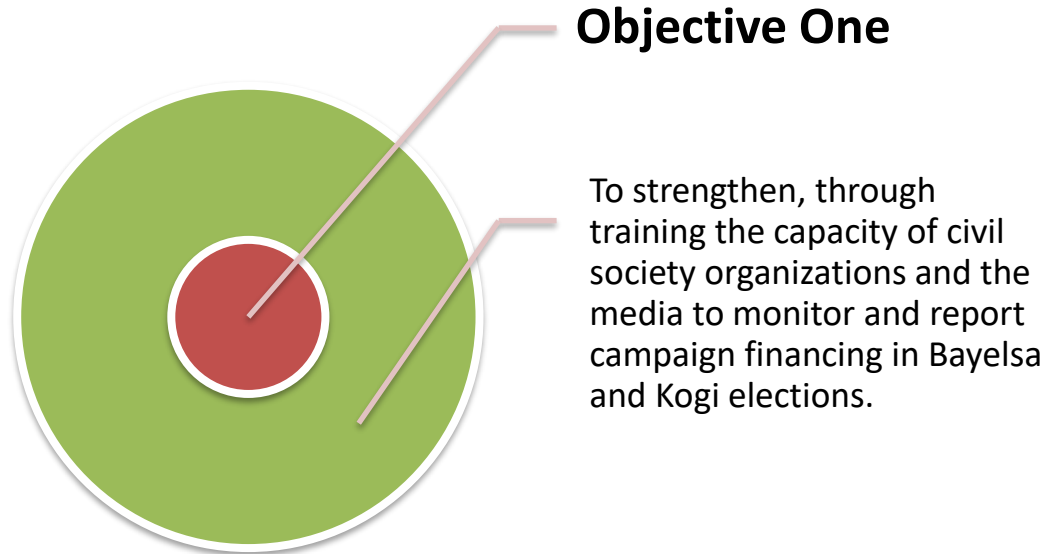 Objective One
To strengthen, through
training the capacity of civil
society organizations and the
media to monitor and report
campaign financing in Bayelsa
and Kogi elections.